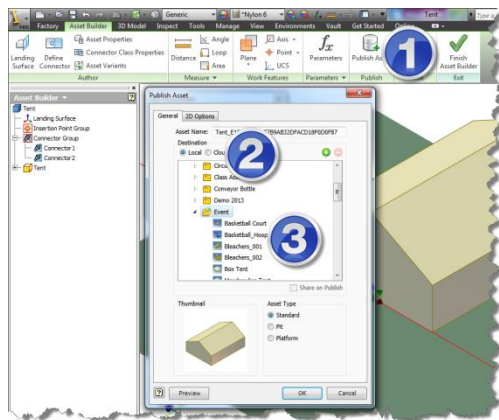 Generic
"Nylon 6
Tent
Factory Asset Builder 3D Model Inspect Tools Manage View Environments Vault Get Started
Landing Surface
Define Connector
Asset Properties
Connector Class Properties
Asset Variants
Distance
Angle
Loop
Area
Plane
Axis
Point
UCS
Parameters
Publish
Finish Asset Builder
Author
Measure
Work Features
Parameters
Publish
Exit
1
Asset Builder
Tent
Landing Surface
Insertion Point Group
Connector Group
Connector1
Connector2
Tent
Publish Asset
General 2D Options
Asset Name:
Destination
Local
2
Class
Conveyor Bottle
Demo 2013
Event
Basketball Court
Basketball_Hoop
Bleachers_001
Bleachers_002
Box Tent
3
Share on Publish
Thumbnail
Asset Type
Standard
Pit
Platform
Preview OK Cancel